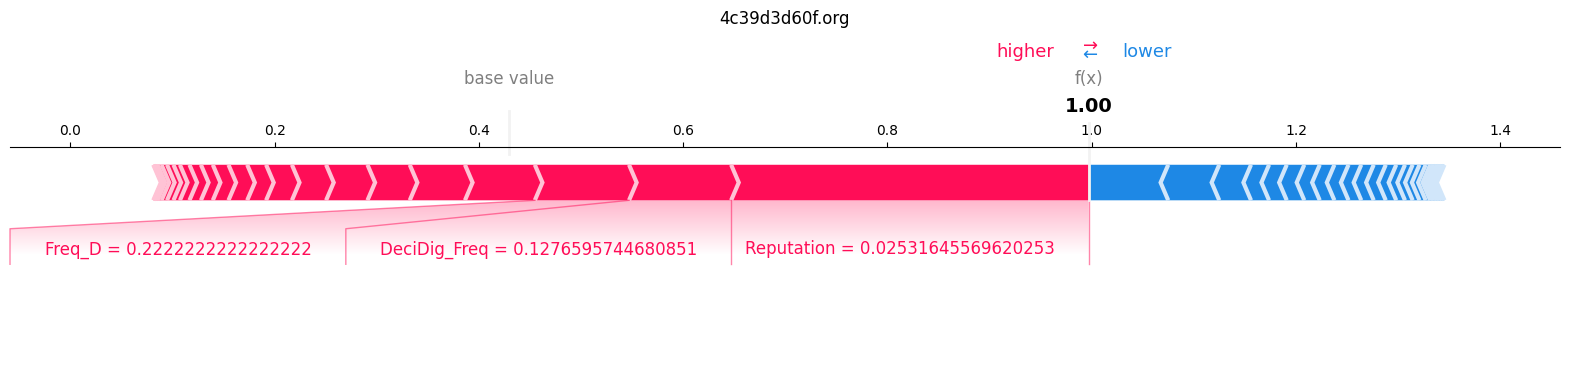 4c39d3d60f.org
higher ⇄ lower
base value f(x)
1.00
0.0 0.2 0.4 0.6 0.8 1.0 1.2 1.4
Freq_D = 0.2222222222222222 DeciDig_Freq = 0.1276595744680851 Reputation = 0.02531645569620253